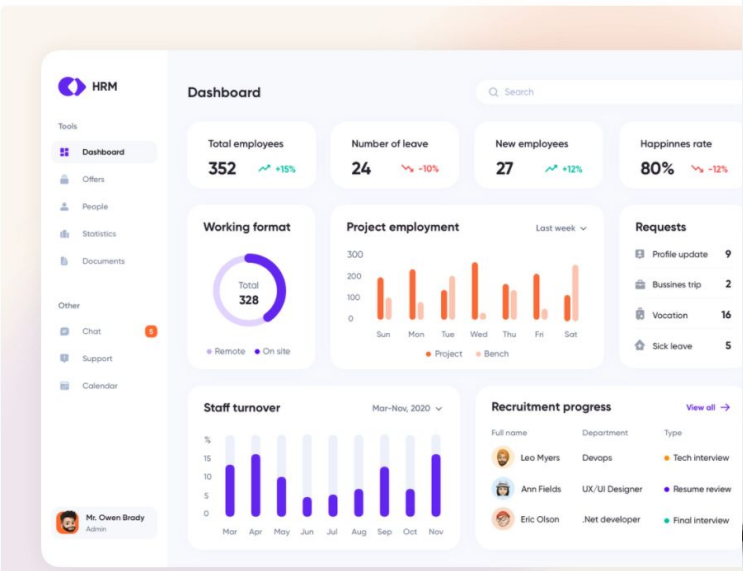 HRM
Tools
Dashboard
Offers
People
Statistics
Documents
Other
Chat 5
Support
Calendar
Mr. Owen Brady
Admin
Dashboard
Search
Total employees
352 +15%
Number of leave
24 -10%
New employees
27 +12%
Happinnes rate
80% -12%
Working format
Total
328
Remote On site
Project employment Last week
300
200
100
0
Sun Mon Tue Wed Thu Fri Sat
Project Bench
Requests
Profile update 9
Bussines trip 2
Vocation 16
Sick leave 5
Staff turnover Mar-Nov, 2020
%
15
10
5
0
Mar Apr May Jun Jul Aug Sep Oct Nov
Recruitment progress View all
Full name Department Type
Leo Myers Devops Tech interview
Ann Fields UX/UI Designer Resume review
Eric Olson .Net developer Final interview